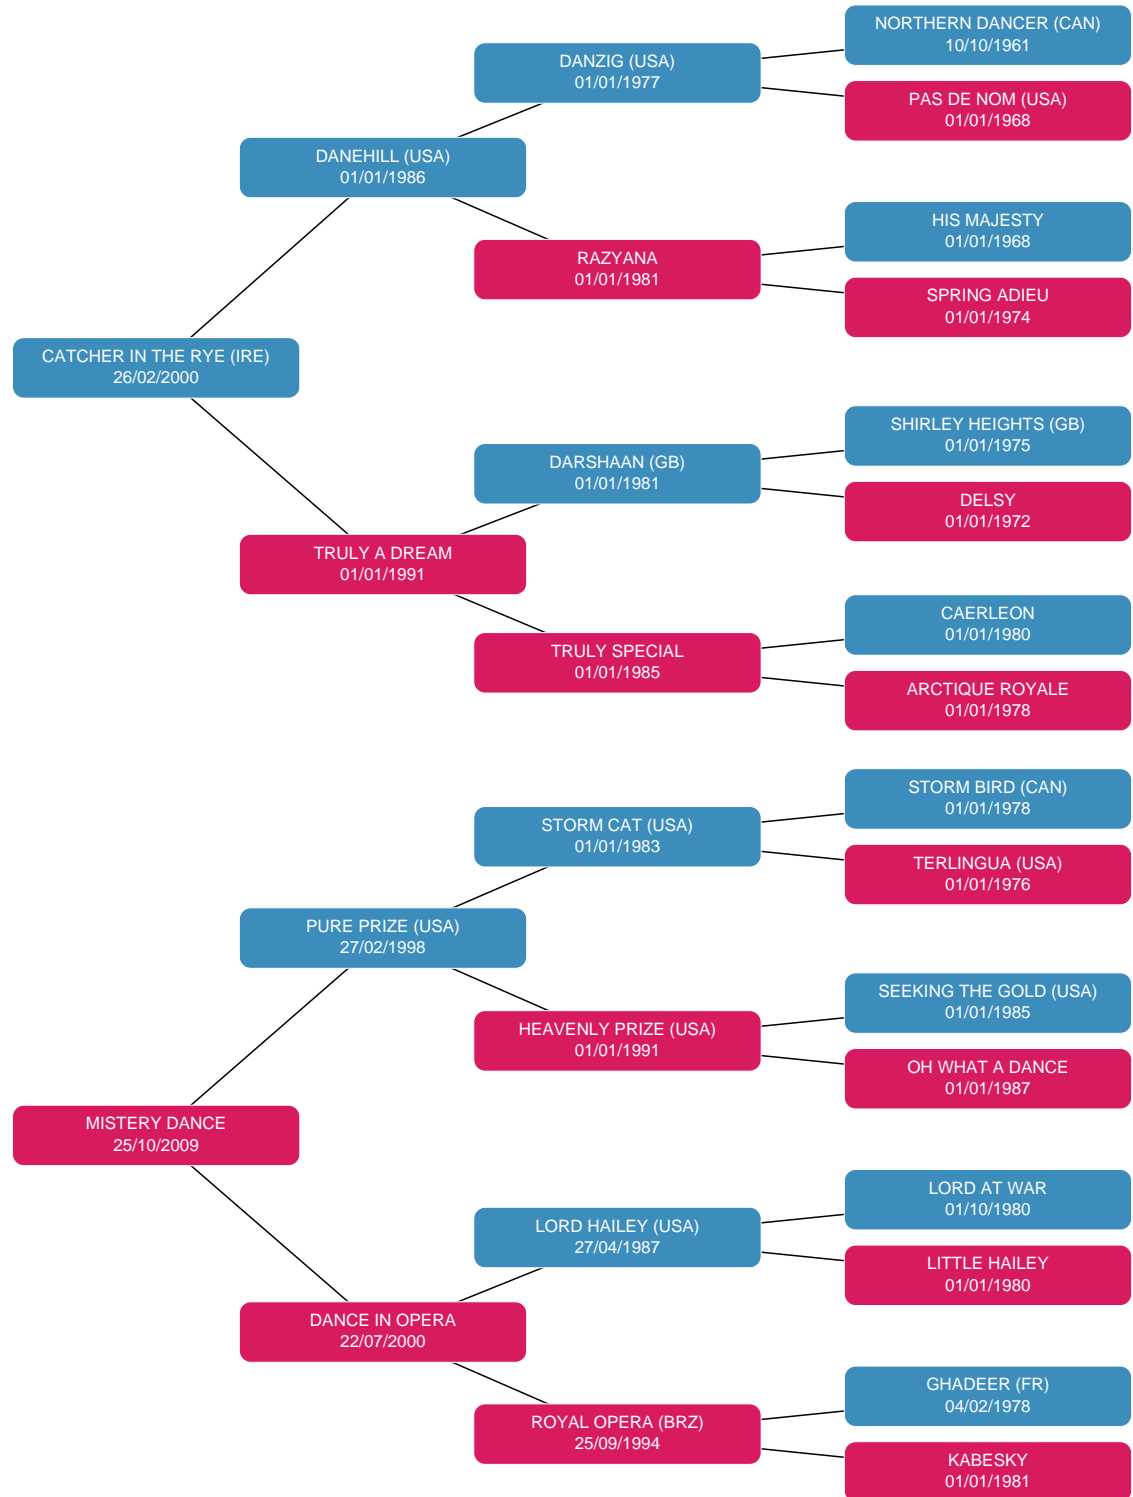 NORTHERN DANCER (CAN)
10/10/1961
DANZIG (USA)
01/01/1977
PAS DE NOM (USA)
01/01/1968
DANEHILL (USA)
01/01/1986
HIS MAJESTY
01/01/1968
RAZYANA
01/01/1981
SPRING ADIEU
01/01/1974
CATCHER IN THE RYE (IRE)
26/02/2000
SHIRLEY HEIGHTS (GB)
01/01/1975
DARSHAAN (GB)
01/01/1981
DELSY
01/01/1972
TRULY A DREAM
01/01/1991
CAERLEON
01/01/1980
TRULY SPECIAL
01/01/1985
ARCTIQUE ROYALE
01/01/1978
STORM BIRD (CAN)
01/01/1978
STORM CAT (USA)
01/01/1983
TERLINGUA (USA)
01/01/1976
PURE PRIZE (USA)
27/02/1998
SEEKING THE GOLD (USA)
01/01/1985
HEAVENLY PRIZE (USA)
01/01/1991
OH WHAT A DANCE
01/01/1987
MISTERY DANCE
25/10/2009
LORD AT WAR
01/10/1980
LORD HAILEY (USA)
27/04/1987
LITTLE HAILEY
01/01/1980
DANCE IN OPERA
22/07/2000
GHADEER (FR)
04/02/1978
ROYAL OPERA (BRZ)
25/09/1994
KABESKY
01/01/1981